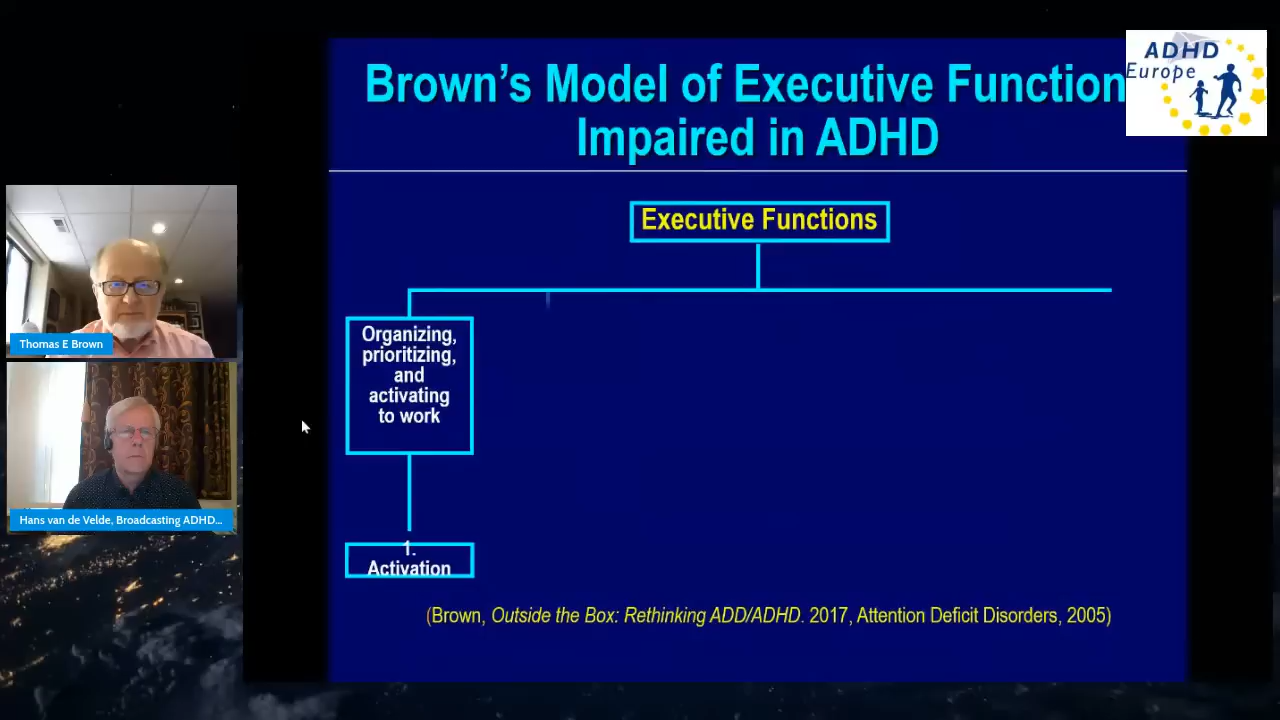 Brown's Model of Executive Function
Impaired in ADHD
ADHD
Europe
Executive Functions
Organizing,
prioritizing,
and
activating
to work
1.
Activation
(Brown, Outside the Box: Rethinking ADD/ADHD. 2017, Attention Deficit Disorders, 2005)
Thomas E Brown
Hans van de Velde, Broadcasting ADHD...